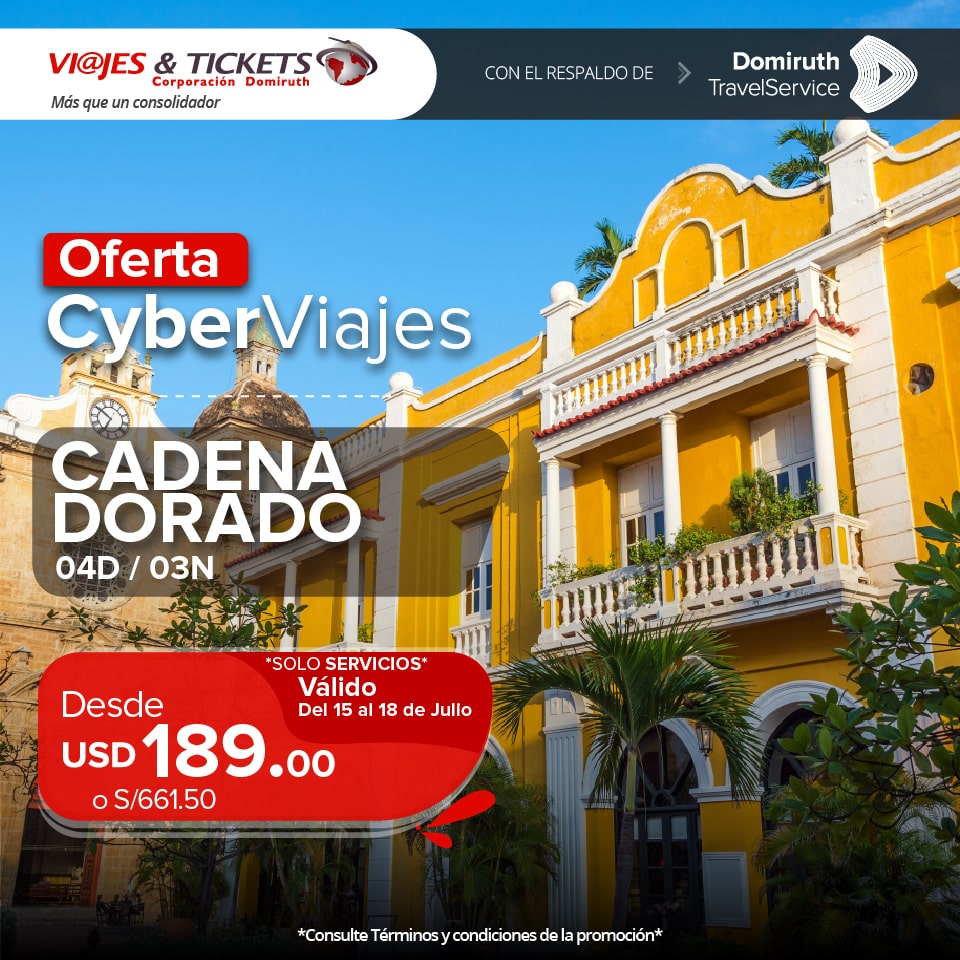 VI@JES & TICKETS
Corporación Domiruth
Más que un consolidador
CON EL RESPALDO DE
Domiruth
TravelService
Oferta
CyberViajes
CADENA
DORADO
04D / 03N
*SOLO SERVICIOS*
Válido
Del 15 al 18 de Julio
Desde
USD 189.00
o S/661.50
*Consulte Términos y condiciones de la promoción*